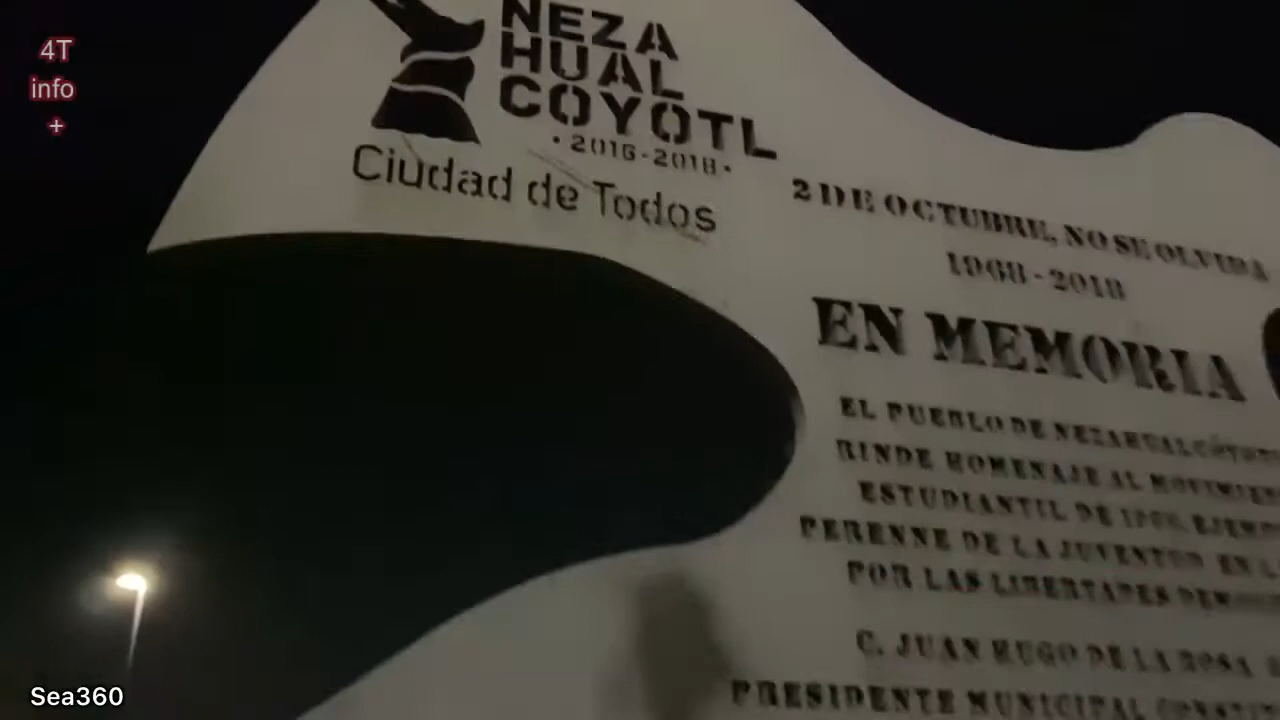 4T
info
+
NEZA
HUAL
COYOTL
· 2016-2018 ·
Ciudad de Todos
2 DE OCTUBRE, NO SE OLVIDA
1968 - 2018
EN MEMORIA
EL PUEBLO DE NEZAHUALCÓYOTL
RINDE HOMENAJE AL
ESTUDIANTIL DE
PERENNE DE LA JUVENTUD EN
POR LAS LIBERTADES
C. JUAN HUGO DE LA ROSA
PRESIDENTE MUNICIPAL
Sea360